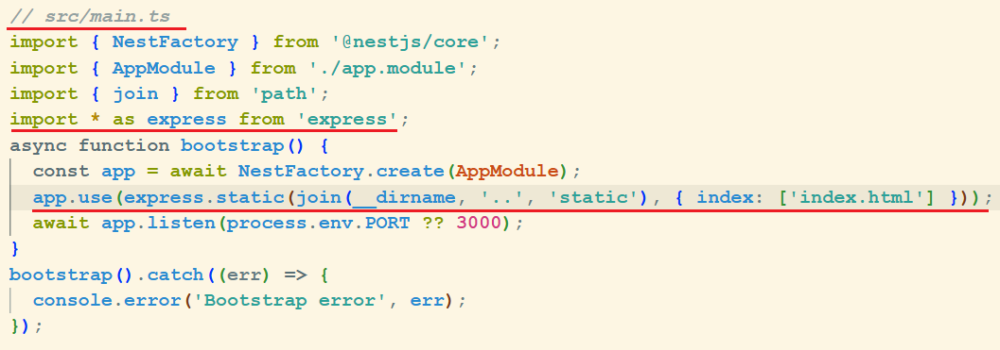 // src/main.ts
import { NestFactory } from '@nestjs/core';
import { AppModule } from './app.module';
import { join } from 'path';
import * as express from 'express';
async function bootstrap() {
  const app = await NestFactory.create(AppModule);
  app.use(express.static(join(__dirname, '..', 'static'), { index: ['index.html'] }));
  await app.listen(process.env.PORT ?? 3000);
}
bootstrap().catch((err) => {
  console.error('Bootstrap error', err);
});